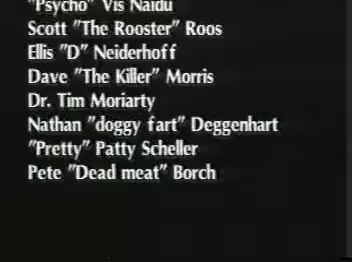 "Psycho" Vis Naidu
Scott "The Rooster" Roos
Ellis "D" Neiderhoff
Dave "The Killer" Morris
Dr. Tim Moriarty
Nathan "doggy fart" Deggenhart
"Pretty" Patty Scheller
Pete "Dead meat" Borch